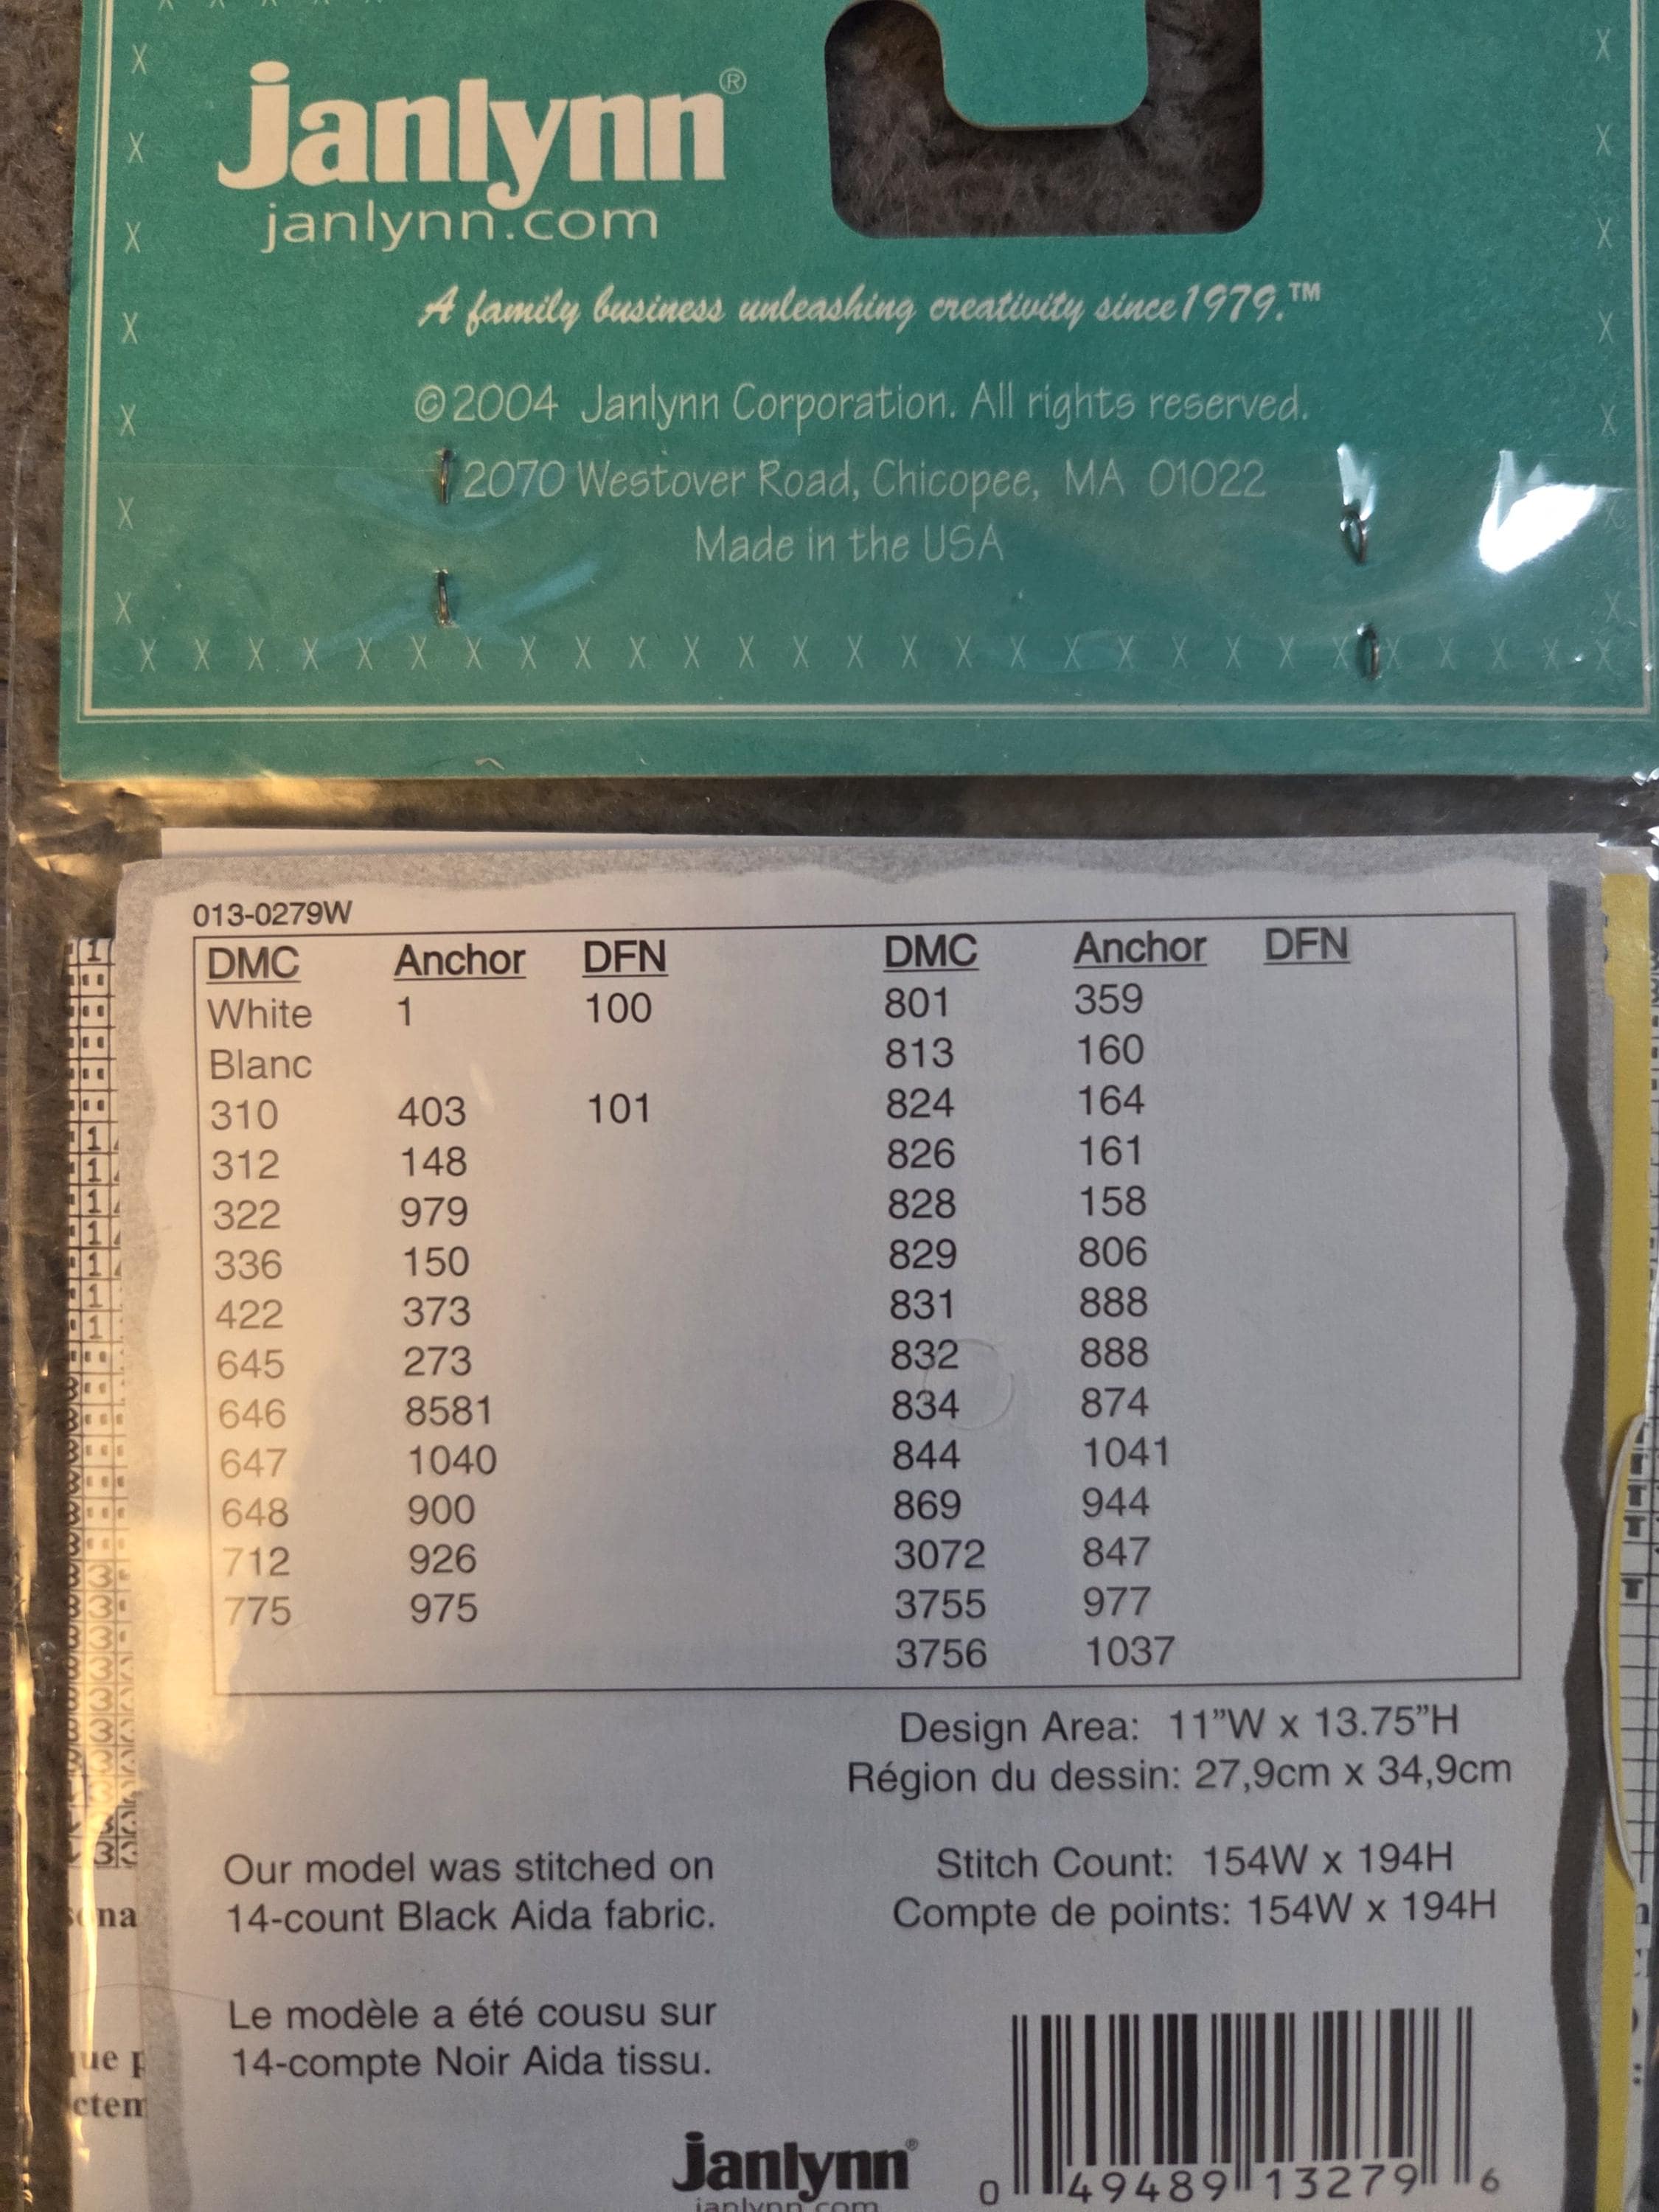 janlynn®
janlynn.com
A family business unleashing creativity since 1979.™
©2004 Janlynn Corporation. All rights reserved.
2070 Westover Road, Chicopee, MA 01022
Made in the USA
013-0279W
DMC Anchor DFN DMC Anchor DFN
White 1 100 801 359
Blanc 813 160
310 403 101 824 164
312 148 826 161
322 979 828 158
336 150 829 806
422 373 831 888
645 273 832 888
646 8581 834 874
647 1040 844 1041
648 900 869 944
712 926 3072 847
775 975 3755 977
3756 1037
Design Area: 11”W x 13.75”H
Région du dessin: 27,9cm x 34,9cm
Our model was stitched on
14-count Black Aida fabric.
Stitch Count: 154W x 194H
Compte de points: 154W x 194H
Le modèle a été cousu sur
14-compte Noir Aida tissu.
janlynn®
janlynn.com
0 49489 13279 6